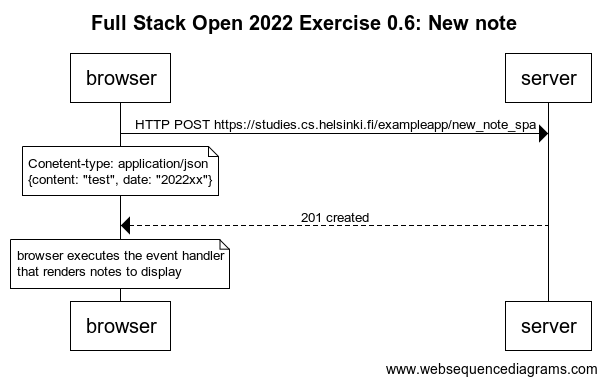 Full Stack Open 2022 Exercise 0.6: New note
browser
server
HTTP POST https://studies.cs.helsinki.fi/exampleapp/new_note_spa
Conetent-type: application/json
{content: "test", date: "2022xx"}
201 created
browser executes the event handler
that renders notes to display
browser
server
www.websequencediagrams.com